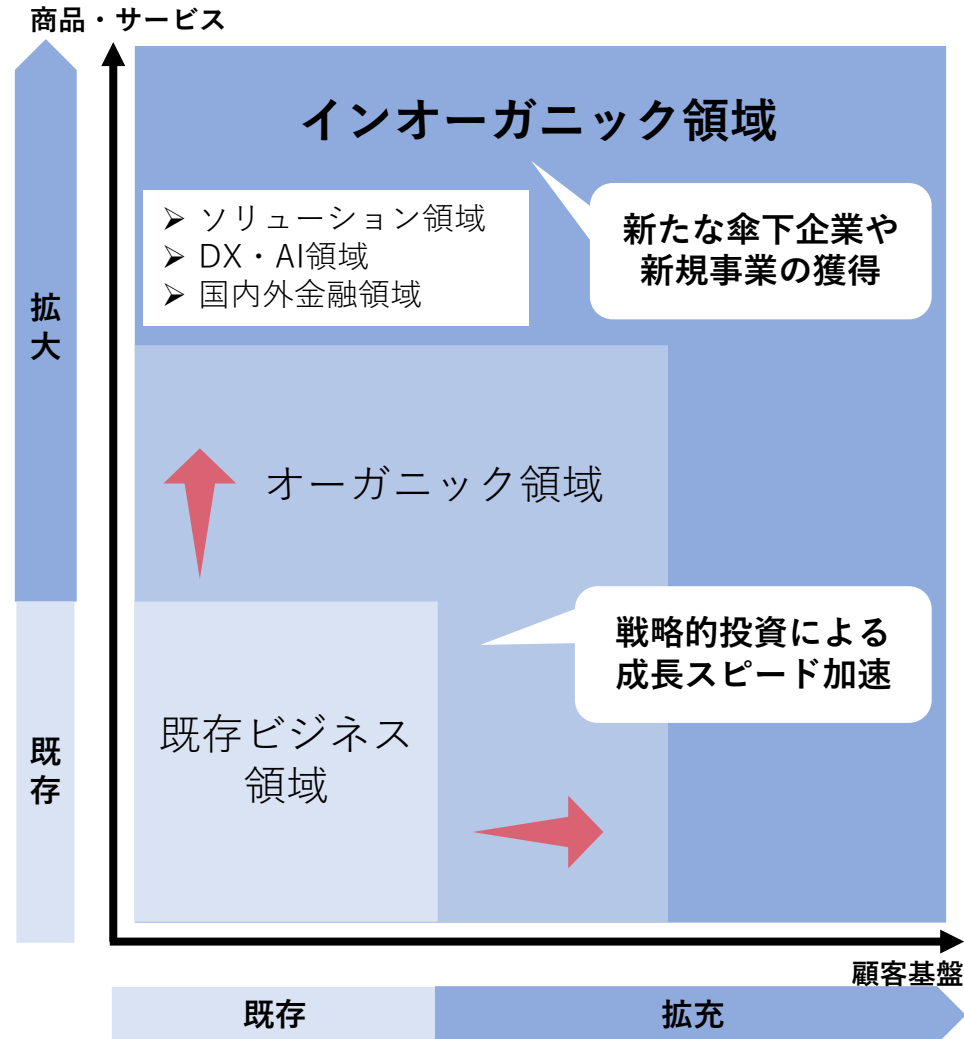 商品・サービス
インオーガニック領域
➢ ソリューション領域
➢ DX・AI領域
➢ 国内外金融領域
新たな傘下企業や
新規事業の獲得
拡大
オーガニック領域
戦略的投資による
成長スピード加速
既存ビジネス
領域
既存
顧客基盤
既存
拡充